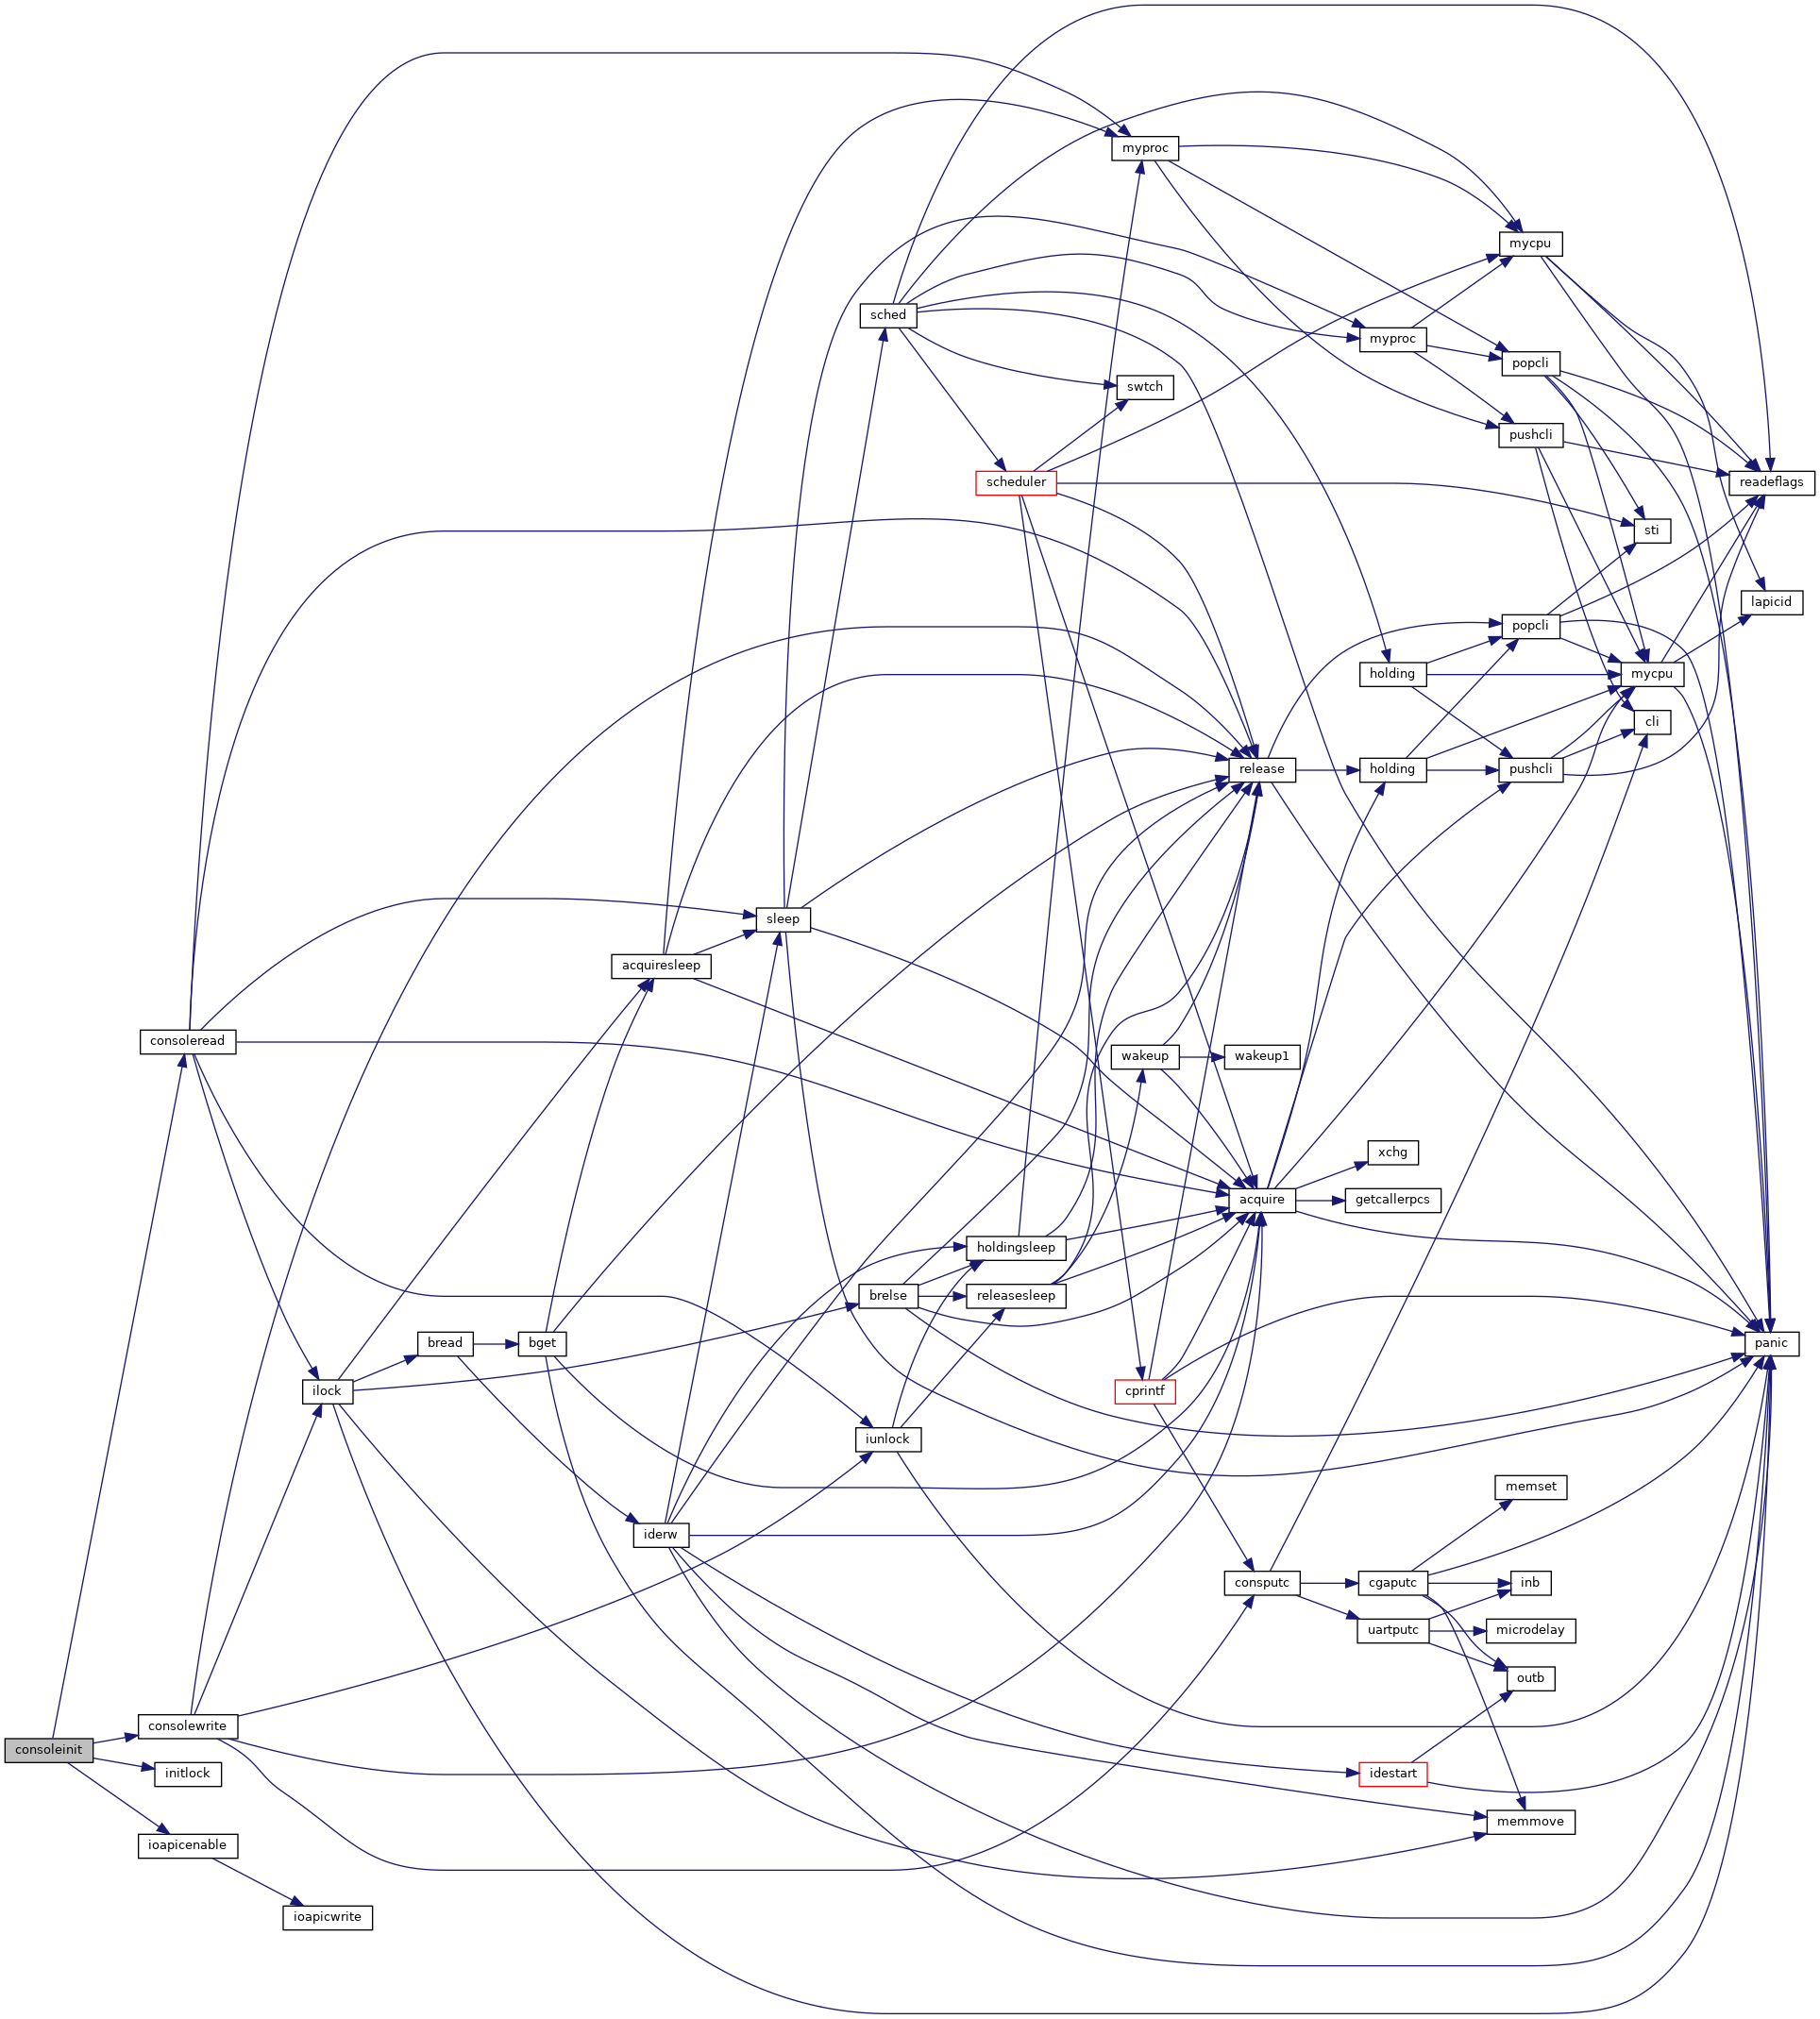 myproc
mycpu
sched
myproc
popcli
swtch
pushcli
scheduler
readeflags
sti
lapicid
popcli
holding
mycpu
cli
release
holding
pushcli
sleep
acquiresleep
consoleread
wakeup
wakeup1
xchg
acquire
getcallerpcs
holdingsleep
brelse
releasesleep
bread
bget
panic
ilock
cprintf
iunlock
memset
iderw
consputc
cgaputc
inb
uartputc
microdelay
outb
consolewrite
consoleinit
initlock
idestart
memmove
ioapicenable
ioapicwrite